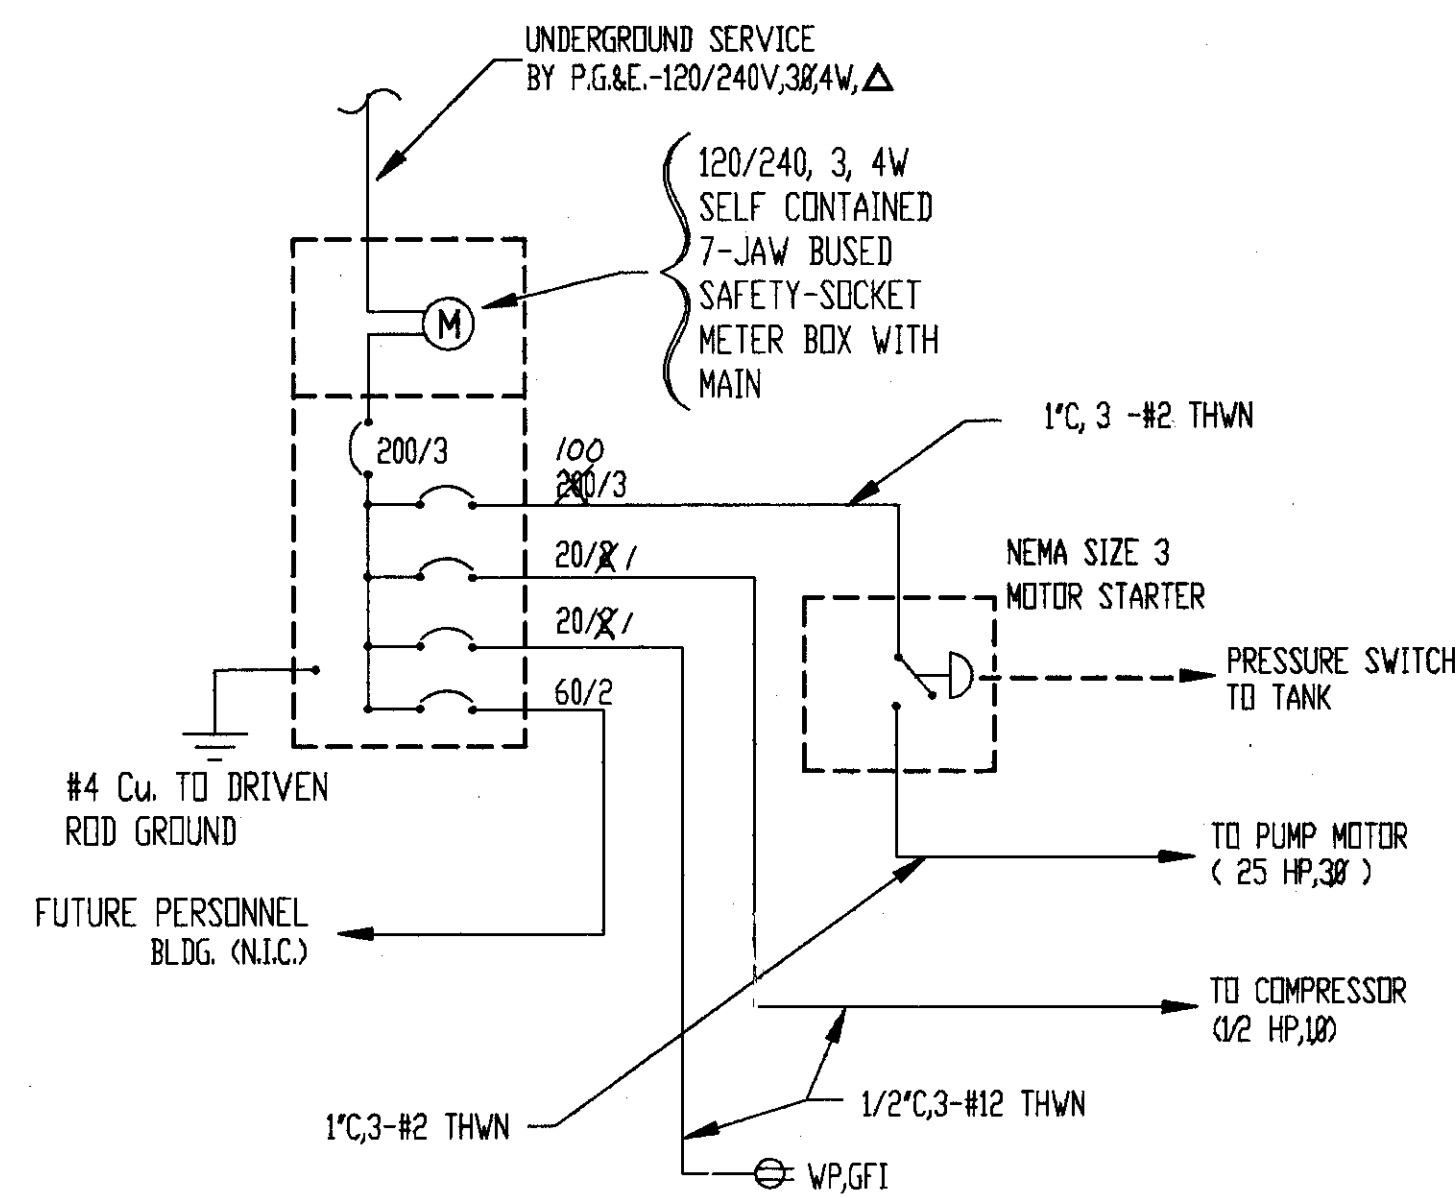 UNDERGROUND SERVICE
BY P.G.&E.-120/240V,3Ø,4W,Δ
120/240, 3, 4W
SELF CONTAINED
7-JAW BUSED
SAFETY-SOCKET
METER BOX WITH
MAIN
M
200/3
100
200/3
1"C, 3 -#2 THWN
20/2 1
20/2 1
60/2
NEMA SIZE 3
MOTOR STARTER
PRESSURE SWITCH
TO TANK
#4 Cu. TO DRIVEN
ROD GROUND
TO PUMP MOTOR
( 25 HP,3Ø )
FUTURE PERSONNEL
BLDG. (N.I.C.)
TO COMPRESSOR
(1/2 HP,1Ø)
1"C,3-#2 THWN
1/2"C,3-#12 THWN
WP,GFI